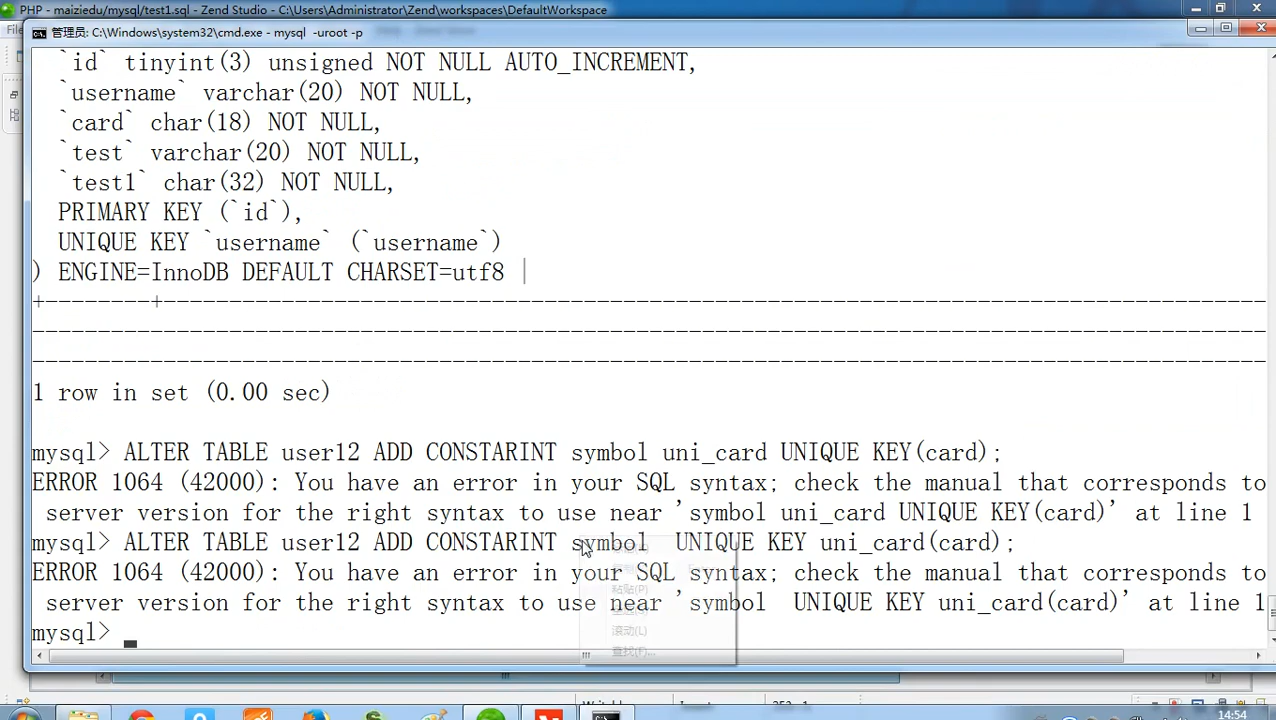 PHP - maiziedu/mysql/test1.sql - Zend Studio - C:\Users\Administrator\Zend\workspaces\DefaultWorkspace
管理员: C:\Windows\system32\cmd.exe - mysql -uroot -p
`id` tinyint(3) unsigned NOT NULL AUTO_INCREMENT,
`username` varchar(20) NOT NULL,
`card` char(18) NOT NULL,
`test` varchar(20) NOT NULL,
`test1` char(32) NOT NULL,
PRIMARY KEY (`id`),
UNIQUE KEY `username` (`username`)
) ENGINE=InnoDB DEFAULT CHARSET=utf8 |
1 row in set (0.00 sec)
mysql> ALTER TABLE user12 ADD CONSTARINT symbol uni_card UNIQUE KEY(card);
ERROR 1064 (42000): You have an error in your SQL syntax; check the manual that corresponds to
server version for the right syntax to use near 'symbol uni_card UNIQUE KEY(card)' at line 1
mysql> ALTER TABLE user12 ADD CONSTARINT symbol  UNIQUE KEY uni_card(card);
ERROR 1064 (42000): You have an error in your SQL syntax; check the manual that corresponds to
server version for the right syntax to use near 'symbol  UNIQUE KEY uni_card(card)' at line 1
粘贴(P)
滚动(L)
查找(F)...
mysql>
14:54